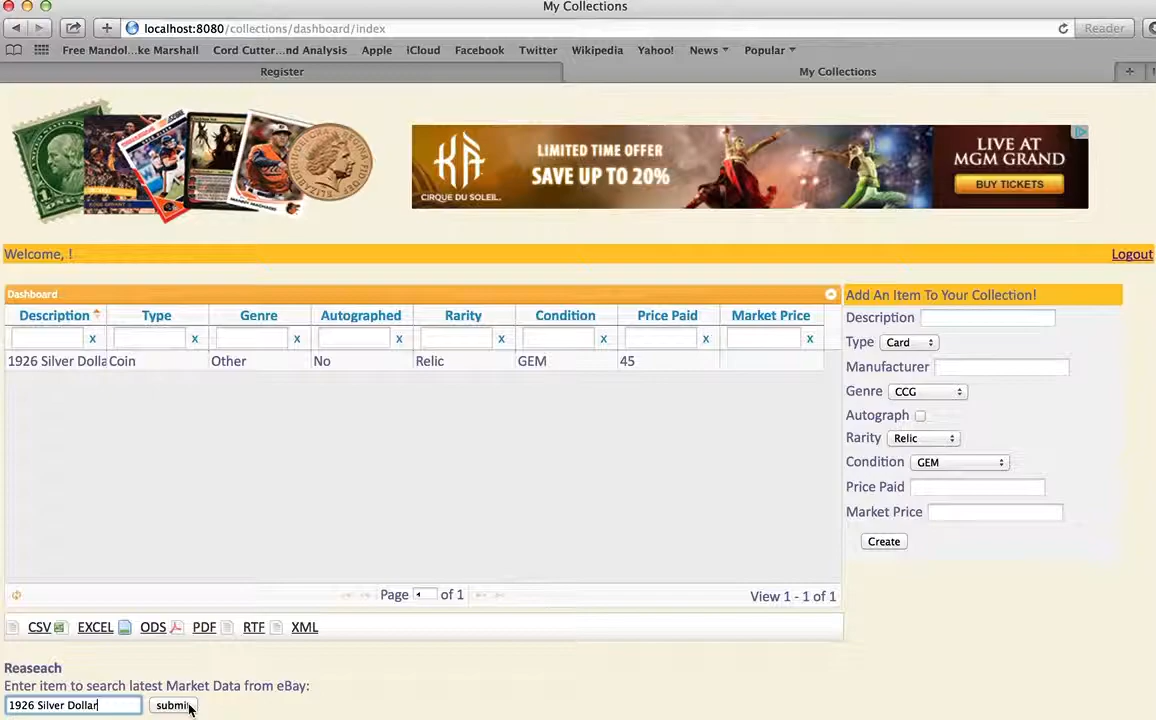 My Collections
localhost:8080/collections/dashboard/index
Reader
Free Mandol...ke Marshall Cord Cutter...nd Analysis Apple iCloud Facebook Twitter Wikipedia Yahoo! News Popular
Register My Collections
KÀ
CIRQUE DU SOLEIL.
LIMITED TIME OFFER
SAVE UP TO 20%
LIVE AT
MGM GRAND
BUY TICKETS
Welcome, !
Logout
Dashboard
Description Type Genre Autographed Rarity Condition Price Paid Market Price
x x x x x x x x
1926 Silver Dolla Coin Other No Relic GEM 45
Page of 1
View 1 - 1 of 1
CSV EXCEL ODS PDF RTF XML
Add An Item To Your Collection!
Description
Type Card
Manufacturer
Genre CCG
Autograph
Rarity Relic
Condition GEM
Price Paid
Market Price
Create
Reaseach
Enter item to search latest Market Data from eBay:
1926 Silver Dollar submi